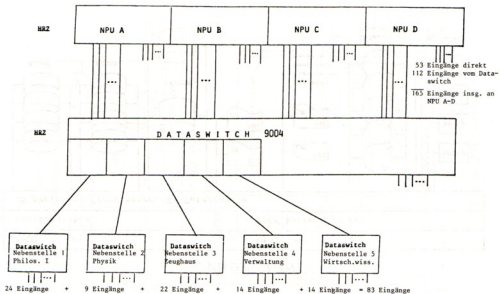 HRZ
NPU A NPU B NPU C NPU D
53 Eingänge direkt
112 Eingänge vom Data-
switch
165 Eingänge insg. an
NPU A-D
HRZ
DATASWITCH 9004
Dataswitch
Nebenstelle 1
Philos. I
Dataswitch
Nebenstelle 2
Physik
Dataswitch
Nebenstelle 3
Zeughaus
Dataswitch
Nebenstelle 4
Verwaltung
Dataswitch
Nebenstelle 5
Wirtsch.wiss.
24 Eingänge + 9 Eingänge + 22 Eingänge + 14 Eingänge + 14 Eingänge = 83 Eingänge